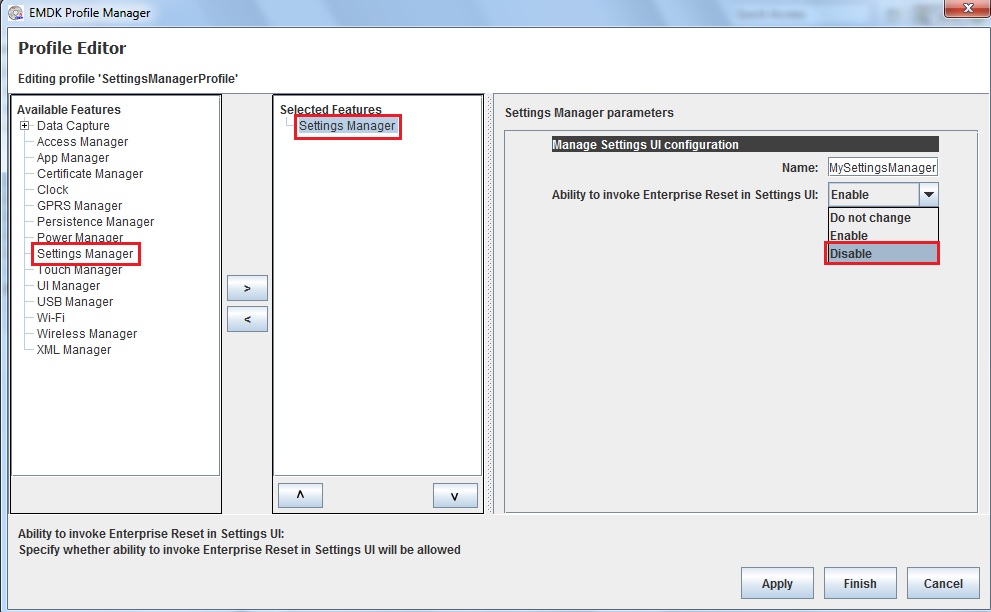 EMDK Profile Manager
X
Profile Editor
Editing profile 'SettingsManagerProfile'
Available Features
Data Capture
Access Manager
App Manager
Certificate Manager
Clock
GPRS Manager
Persistence Manager
Power Manager
Settings Manager
Touch Manager
UI Manager
USB Manager
Wi-Fi
Wireless Manager
XML Manager
>
<
Selected Features
Settings Manager
^
v
Settings Manager parameters
Manage Settings UI configuration
Name: MySettingsManager
Ability to invoke Enterprise Reset in Settings UI: Enable
Do not change
Enable
Disable
Ability to invoke Enterprise Reset in Settings UI:
Specify whether ability to invoke Enterprise Reset in Settings UI will be allowed
Apply Finish Cancel